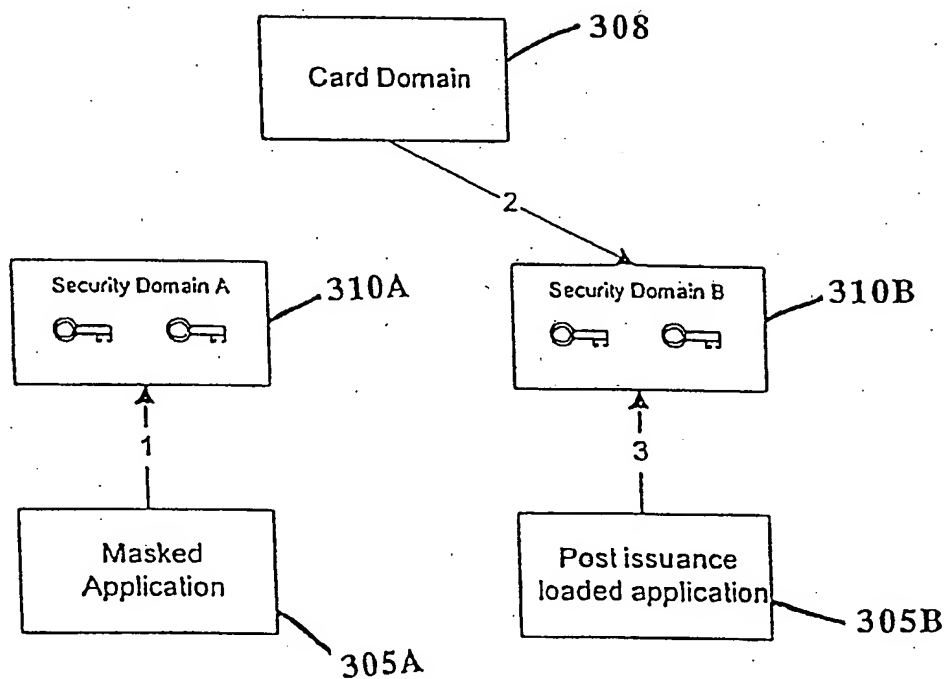 308
Card Domain
2
Security Domain A
310A
Security Domain B
310B
1
3
Masked
Application
305A
Post issuance
loaded application
305B